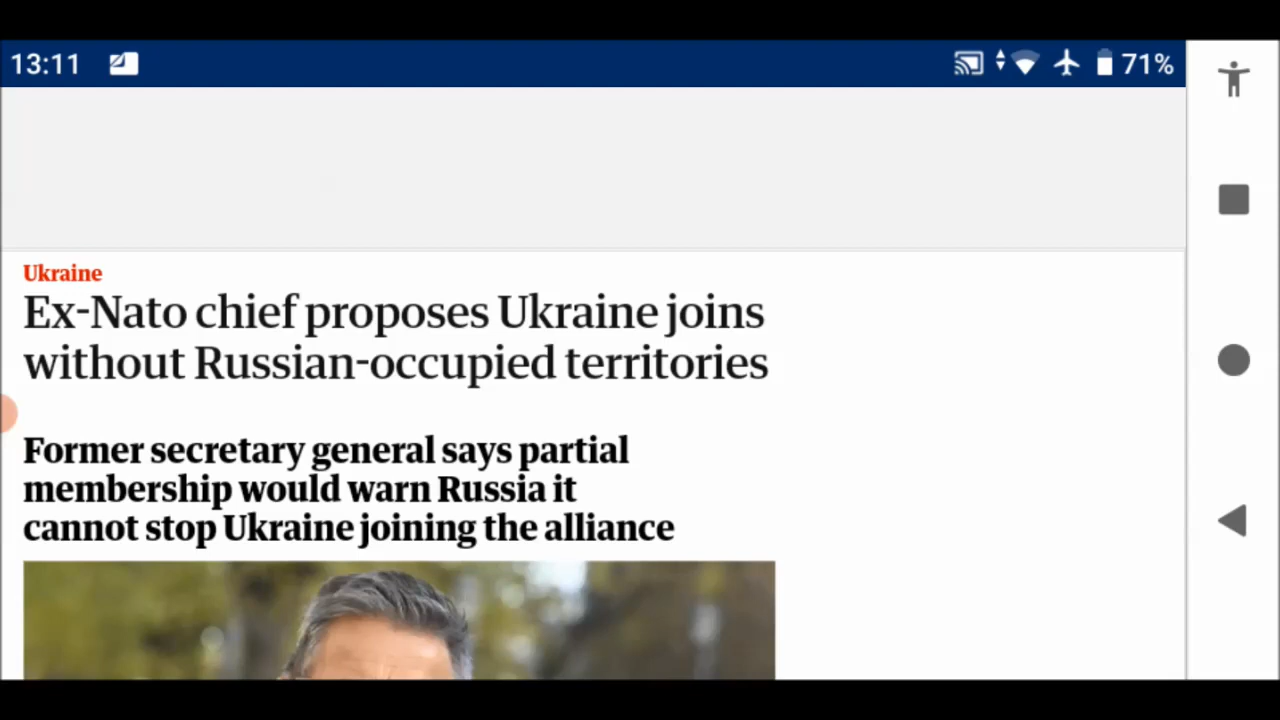 13:11
71%
Ukraine
Ex-Nato chief proposes Ukraine joins
without Russian-occupied territories
Former secretary general says partial
membership would warn Russia it
cannot stop Ukraine joining the alliance